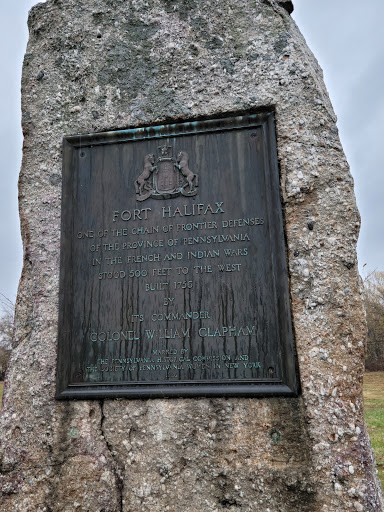 FORT HALIFAX
ONE OF THE CHAIN OF FRONTIER DEFENSES
OF THE PROVINCE OF PENNSYLVANIA
IN THE FRENCH AND INDIAN WARS
STOOD 500 FEET TO THE WEST
BUILT 1756
BY
ITS COMMANDER
COLONEL WILLIAM CLAPHAM
MARKED BY
THE PENNSYLVANIA HISTORICAL COMMISSION AND
THE SOCIETY OF PENNSYLVANIA WOMEN IN NEW YORK